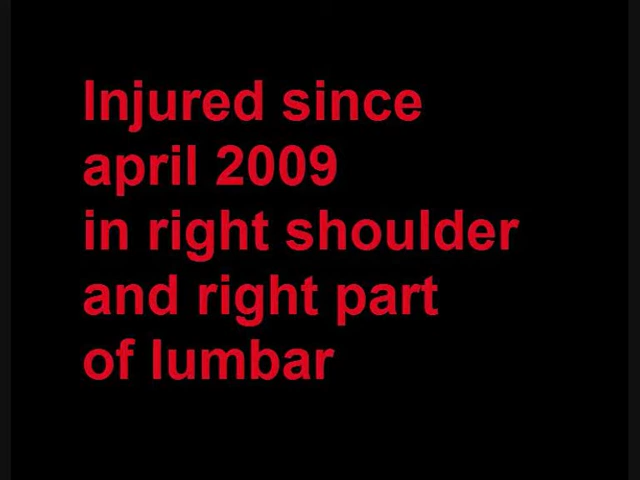 Injured since
april 2009
in right shoulder
and right part
of lumbar